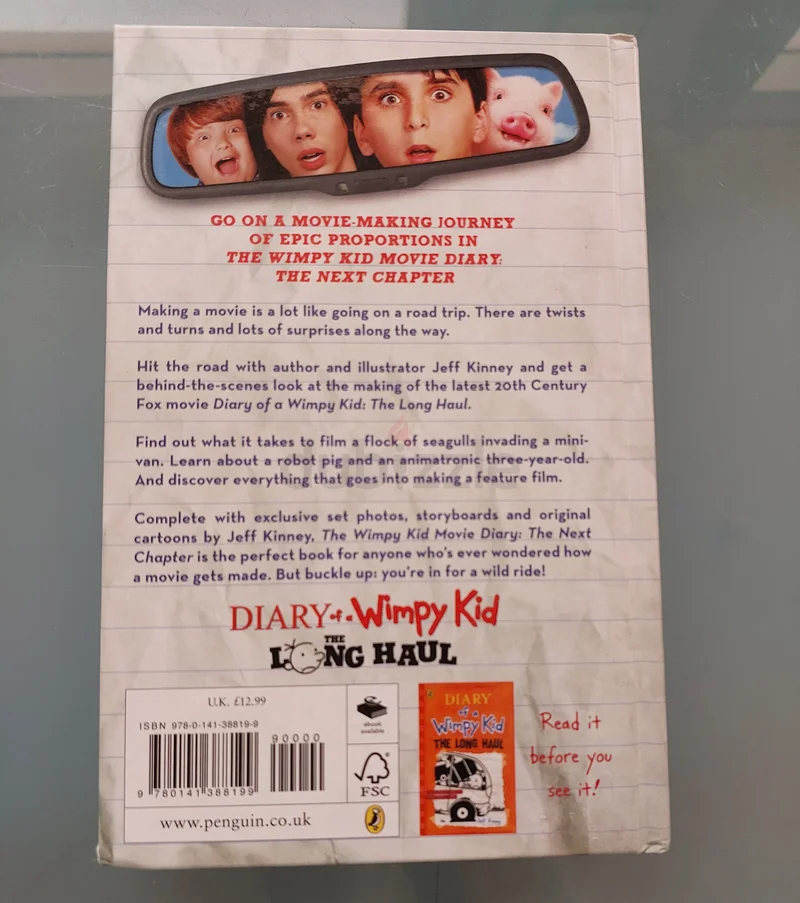 GO ON A MOVIE-MAKING JOURNEY
OF EPIC PROPORTIONS IN
THE WIMPY KID MOVIE DIARY:
THE NEXT CHAPTER
Making a movie is a lot like going on a road trip. There are twists
and turns and lots of surprises along the way.
Hit the road with author and illustrator Jeff Kinney and get a
behind-the-scenes look at the making of the latest 20th Century
Fox movie Diary of a Wimpy Kid: The Long Haul.
Find out what it takes to film a flock of seagulls invading a mini-
van. Learn about a robot pig and an animatronic three-year-old.
And discover everything that goes into making a feature film.
Complete with exclusive set photos, storyboards and original
cartoons by Jeff Kinney, The Wimpy Kid Movie Diary: The Next
Chapter is the perfect book for anyone who's ever wondered how
a movie gets made. But buckle up: you're in for a wild ride!
DIARY of a Wimpy Kid
THE
LONG HAUL
U.K. £12.99
ISBN 978-0-141-38819-9
90000
9 780141 388199
www.penguin.co.uk
ebook
available
FSC
DIARY
of a
Wimpy Kid
THE LONG HAUL
Jeff Kinney
Read it
before you
see it!